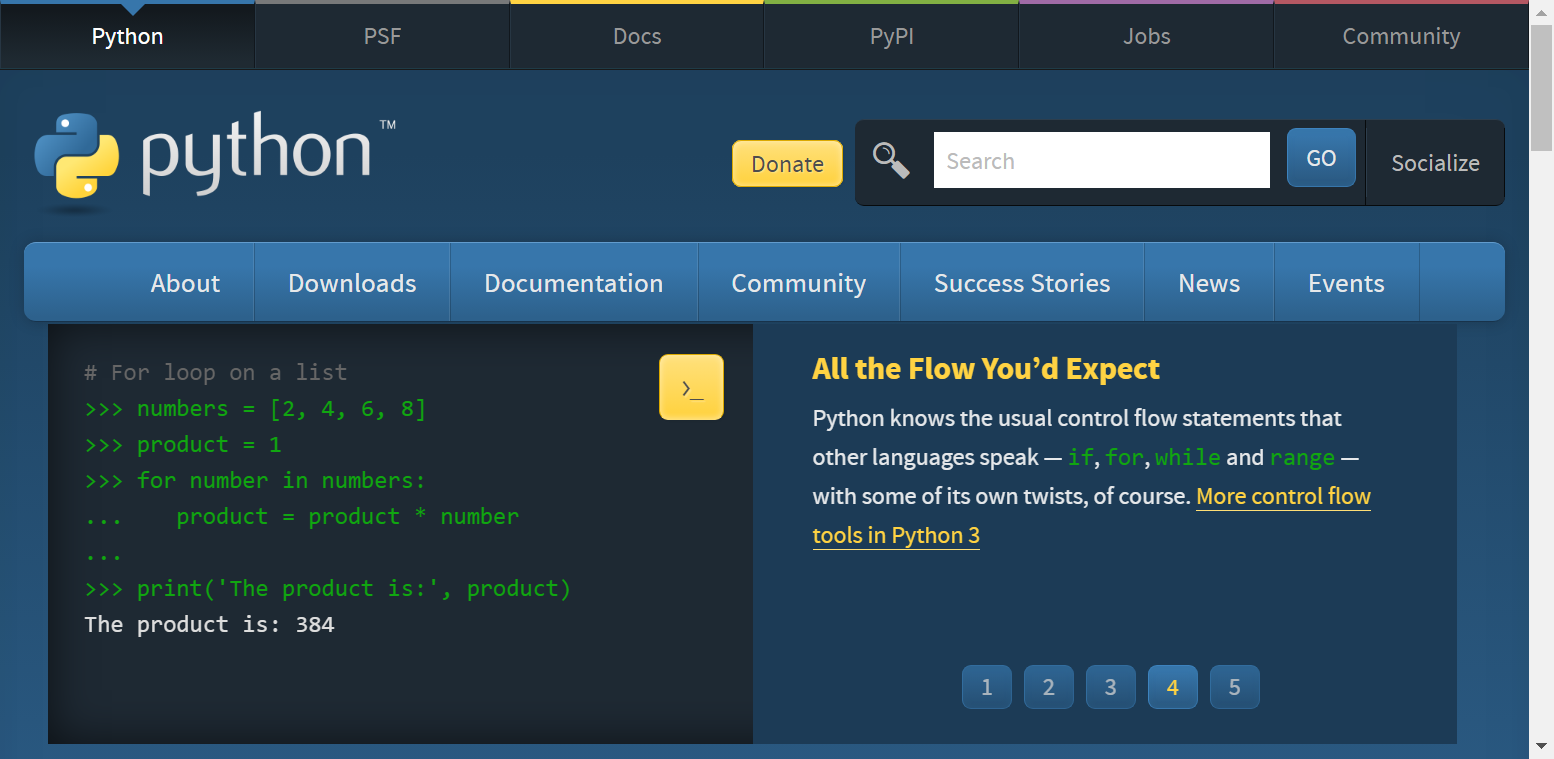 Python PSF Docs PyPI Jobs Community
python™
Donate Search GO Socialize
About Downloads Documentation Community Success Stories News Events
# For loop on a list
>>> numbers = [2, 4, 6, 8]
>>> product = 1
>>> for number in numbers:
...    product = product * number
...
>>> print('The product is:', product)
The product is: 384
>_
All the Flow You’d Expect
Python knows the usual control flow statements that
other languages speak — if, for, while and range —
with some of its own twists, of course. More control flow
tools in Python 3
1 2 3 4 5